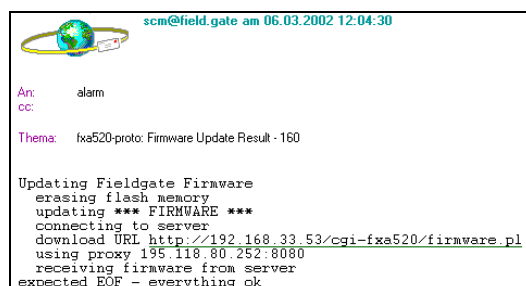 scm@field.gate am 06.03.2002 12:04:30
An: alarm
cc:
Thema: fxa520-proto: Firmware Update Result - 160
Updating Fieldgate Firmware
erasing flash memory
updating *** FIRMWARE ***
connecting to server
download URL http://192.168.33.53/cgi-fxa520/firmware.pl
using proxy 195.118.80.252:8080
receiving firmware from server
expected EOF - everything ok